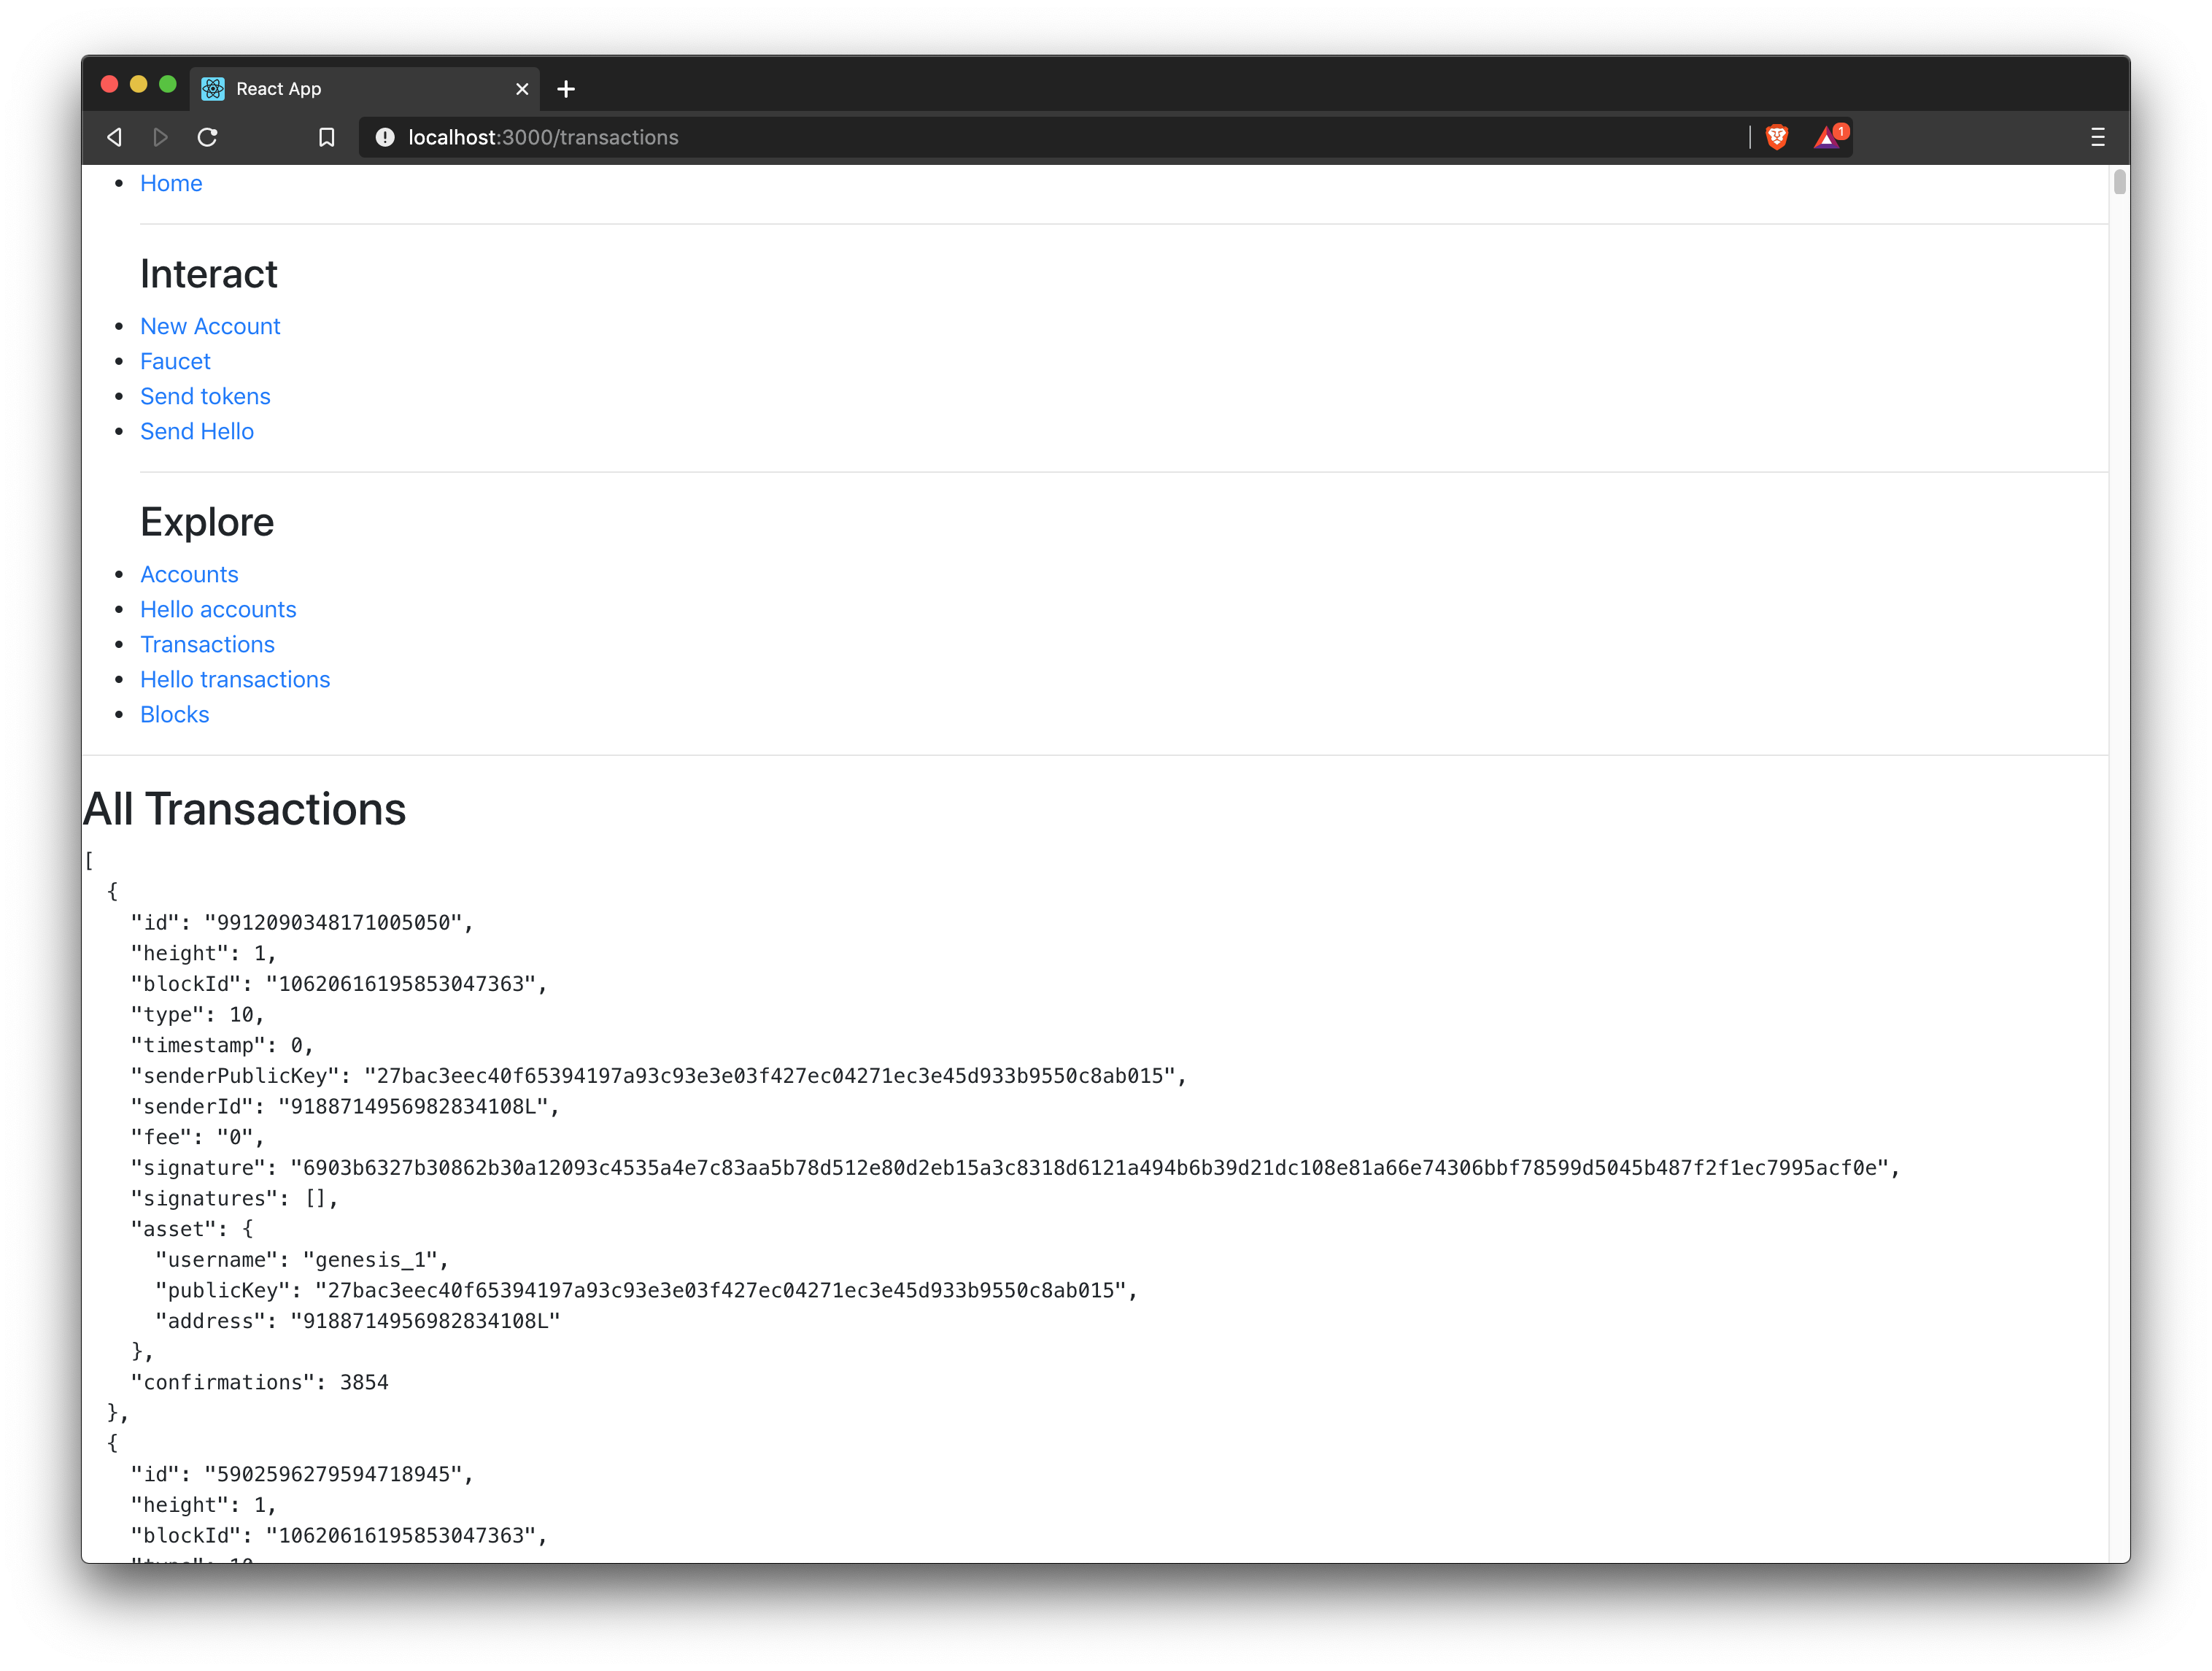 React App
localhost:3000/transactions
1
Home
Interact
New Account
Faucet
Send tokens
Send Hello
Explore
Accounts
Hello accounts
Transactions
Hello transactions
Blocks
All Transactions
[
{
"id": "9912090348171005050",
"height": 1,
"blockId": "10620616195853047363",
"type": 10,
"timestamp": 0,
"senderPublicKey": "27bac3eec40f65394197a93c93e3e03f427ec04271ec3e45d933b9550c8ab015",
"senderId": "9188714956982834108L",
"fee": "0",
"signature": "6903b6327b30862b30a12093c4535a4e7c83aa5b78d512e80d2eb15a3c8318d6121a494b6b39d21dc108e81a66e74306bbf78599d5045b487f2f1ec7995acf0e",
"signatures": [],
"asset": {
"username": "genesis_1",
"publicKey": "27bac3eec40f65394197a93c93e3e03f427ec04271ec3e45d933b9550c8ab015",
"address": "9188714956982834108L"
},
"confirmations": 3854
},
{
"id": "5902596279594718945",
"height": 1,
"blockId": "10620616195853047363",
"type": 10